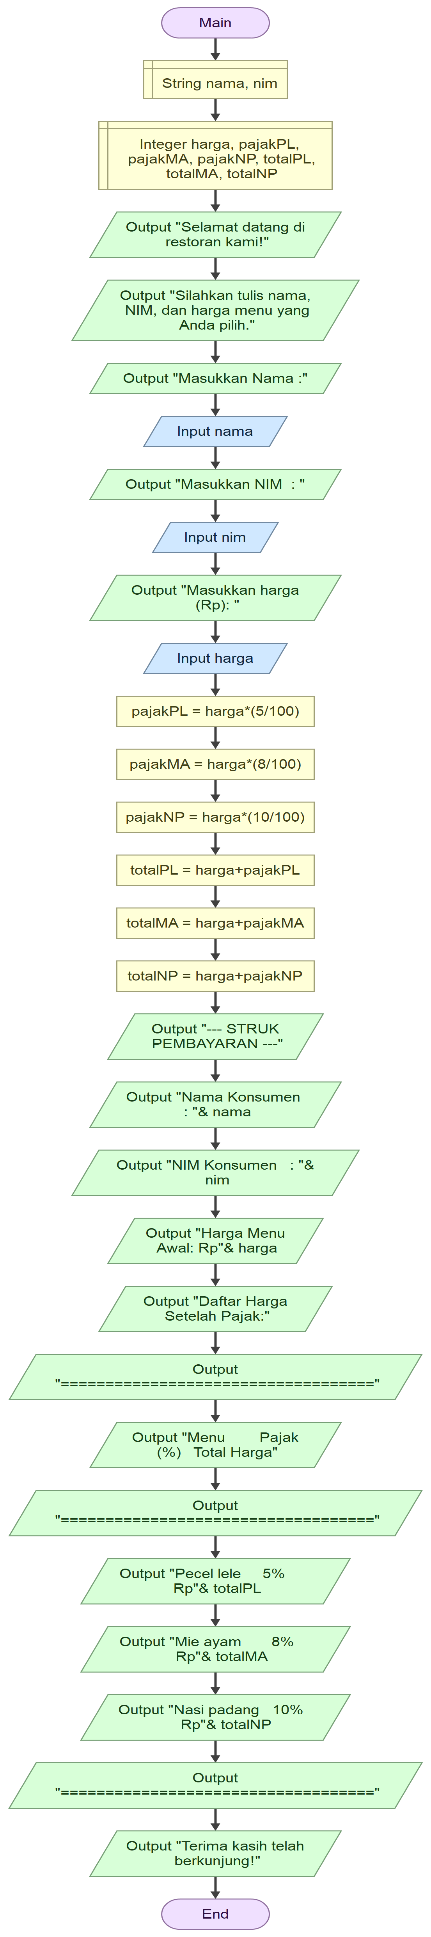 Main
String nama, nim
Integer harga, pajakPL,
pajakMA, pajakNP, totalPL,
totalMA, totalNP
Output "Selamat datang di
restoran kami!"
Output "Silahkan tulis nama,
NIM, dan harga menu yang
Anda pilih."
Output "Masukkan Nama :"
Input nama
Output "Masukkan NIM  : "
Input nim
Output "Masukkan harga
(Rp): "
Input harga
pajakPL = harga*(5/100)
pajakMA = harga*(8/100)
pajakNP = harga*(10/100)
totalPL = harga+pajakPL
totalMA = harga+pajakMA
totalNP = harga+pajakNP
Output "--- STRUK
PEMBAYARAN ---"
Output "Nama Konsumen
: "& nama
Output "NIM Konsumen   : "&
nim
Output "Harga Menu
Awal: Rp"& harga
Output "Daftar Harga
Setelah Pajak:"
Output
"===================================="
Output "Menu        Pajak
(%)   Total Harga"
Output
"===================================="
Output "Pecel lele     5%
Rp"& totalPL
Output "Mie ayam       8%
Rp"& totalMA
Output "Nasi padang   10%
Rp"& totalNP
Output
"===================================="
Output "Terima kasih telah
berkunjung!"
End